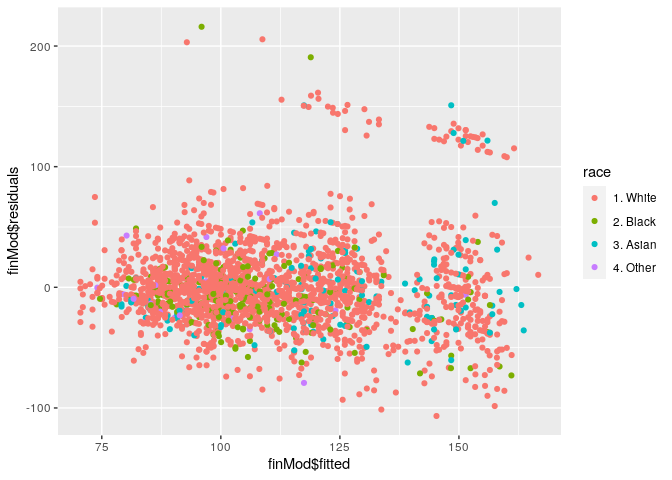 200
100
0
-100
finMod$residuals
75
100
125
150
finMod$fitted
race
1. White
2. Black
3. Asian
4. Other